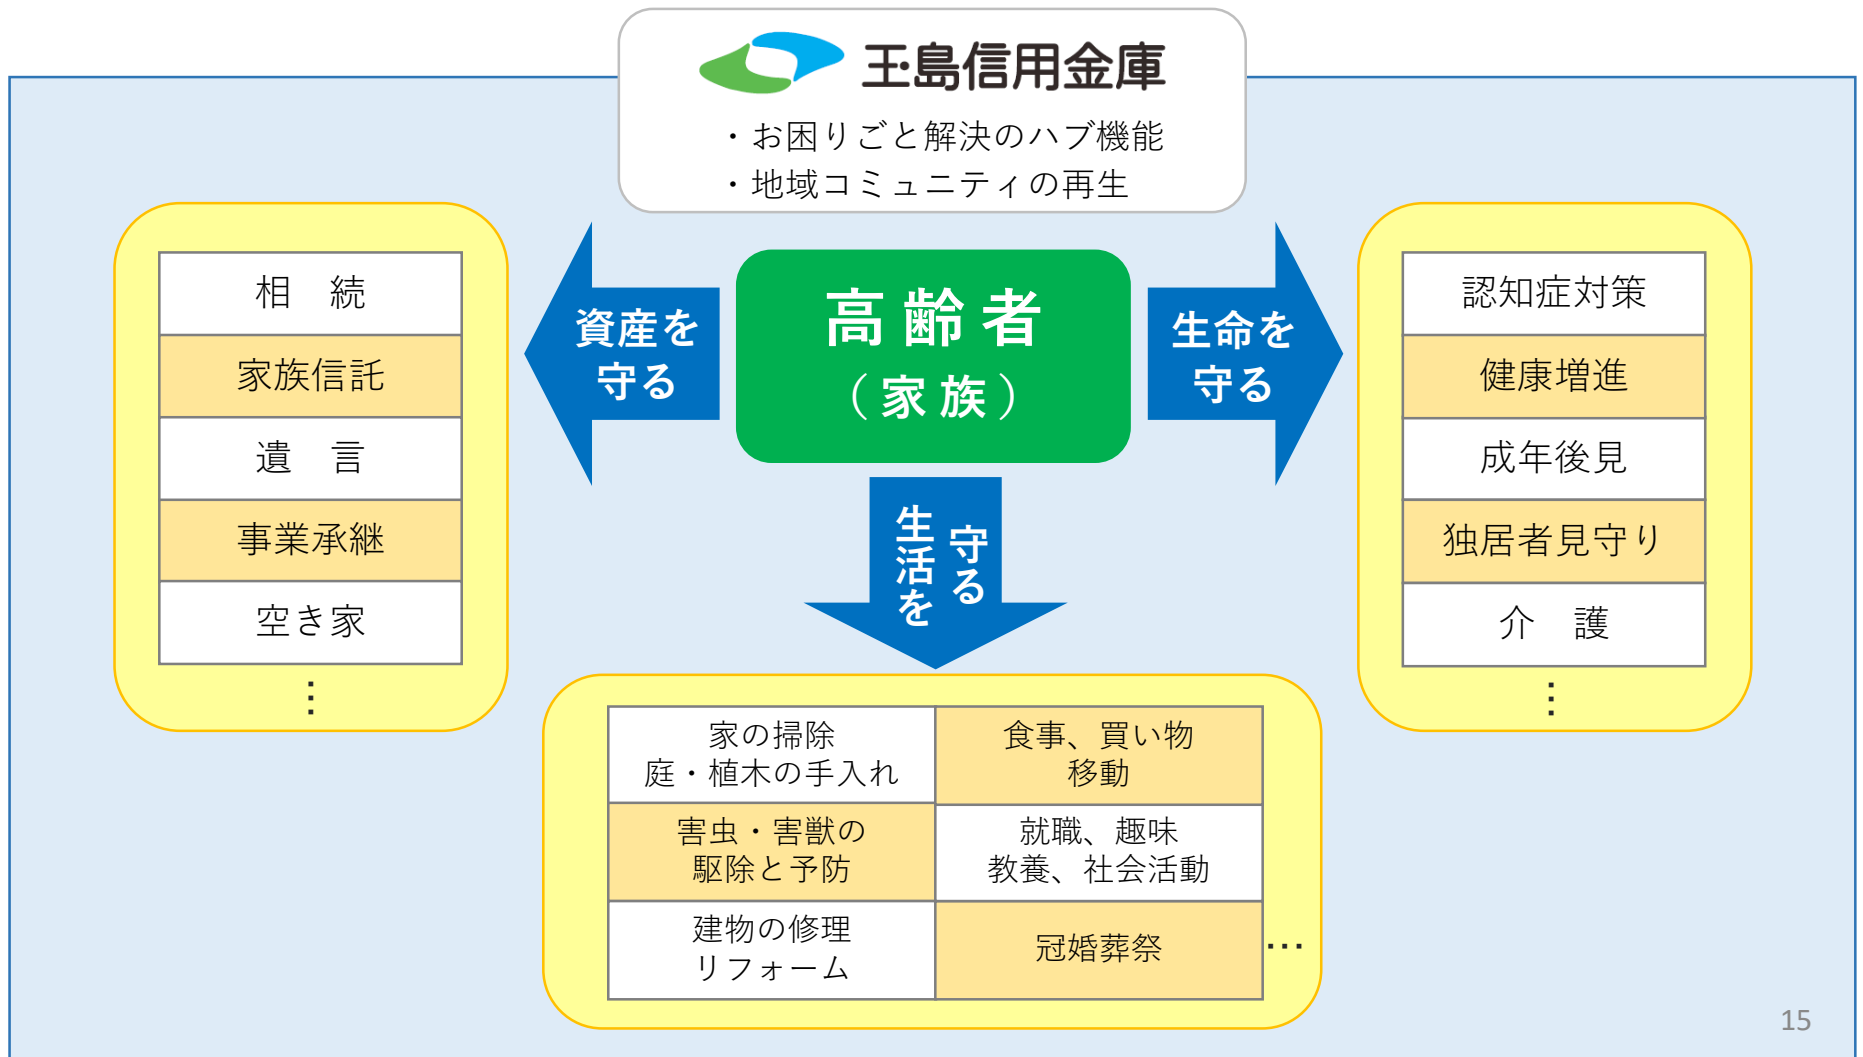 玉島信用金庫
・お困りごと解決のハブ機能
・地域コミュニティの再生
高齢者
（家族）
資産を
守る
相　続
家族信託
遺　言
事業承継
空き家
⋮
生命を
守る
認知症対策
健康増進
成年後見
独居者見守り
介　護
⋮
生活を
守る
家の掃除
庭・植木の手入れ
害虫・害獣の
駆除と予防
建物の修理
リフォーム
食事、買い物
移動
就職、趣味
教養、社会活動
冠婚葬祭
…
15